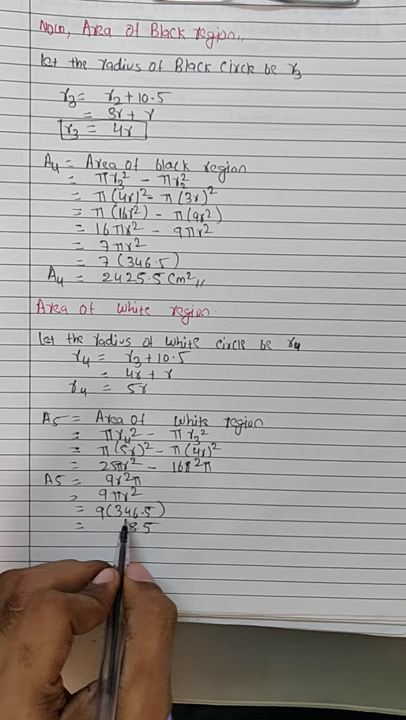 Now, Area of Black region..
let the radius of Black Circle be r3
r3 = r2 + 10.5
= 3r + r
r3 = 4r
A4 = Area of black region
= πr3² - πr2²
= π(4r)² - π(3r)²
= π(16r²) - π(9r²)
= 16πr² - 9πr²
= 7πr²
= 7(346.5)
A4 = 2425.5 cm²,,
Area of White region.
let the radius of White circle be r4
r4 = r3 + 10.5
= 4r + r
r4 = 5r
A5 = Area of White region
= πr4² - πr3²
= π(5r)² - π(4r)²
= 25πr² - 16r²π
A5 = 9r²π
= 9πr²
= 9(346.5)
= 8.5